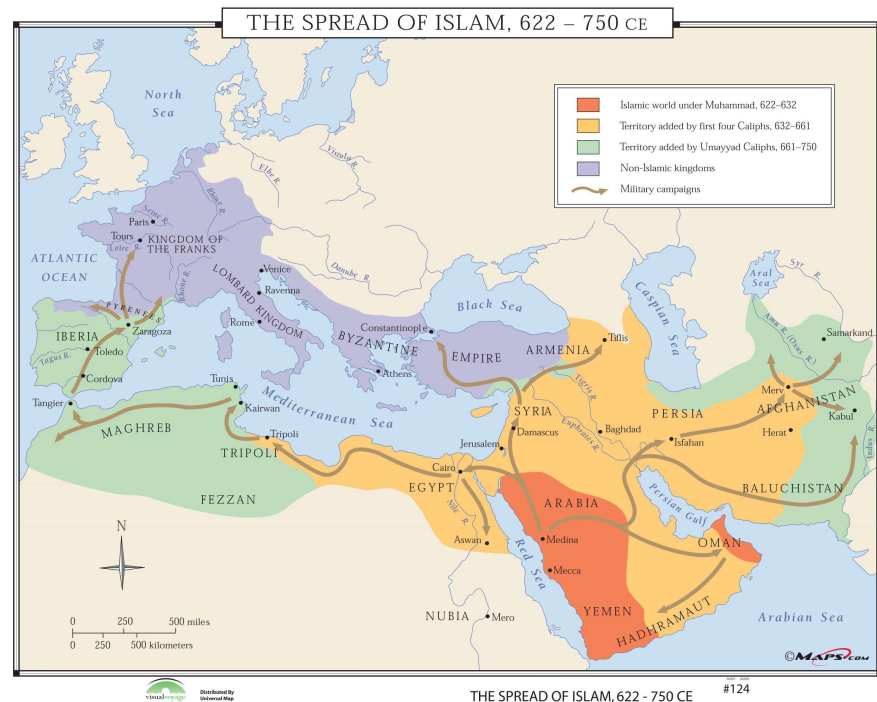 THE SPREAD OF ISLAM, 622 – 750 CE
Islamic world under Muhammad, 622–632
Territory added by first four Caliphs, 632–661
Territory added by Umayyad Caliphs, 661–750
Non-Islamic kingdoms
Military campaigns
North
Sea
Elbe R.
Vistula R.
Rhine R.
Seine R.
Paris
Tours
Loire R.
KINGDOM OF
THE FRANKS
ATLANTIC
OCEAN
Rhone R.
LOMBARD KINGDOM
Venice
Ravenna
Danube R.
Rome
PYRENEES
Zaragoza
IBERIA
Toledo
Tagus R.
Cordova
Tangier
Tunis
Kairwan
MAGHREB
Tripoli
TRIPOLI
FEZZAN
Mediterranean Sea
BYZANTINE
EMPIRE
Constantinople
Athens
Black Sea
Caspian Sea
Aral
Sea
Syr R.
Amu R. (Oxus R.)
Samarkand
ARMENIA
Tiflis
Tigris R.
Euphrates R.
SYRIA
Damascus
Jerusalem
Baghdad
PERSIA
Isfahan
Merv
AFGHANISTAN
Kabul
Herat
Indus R.
BALUCHISTAN
Persian Gulf
Cairo
EGYPT
Nile R.
Aswan
Red Sea
ARABIA
Medina
Mecca
YEMEN
OMAN
HADHRAMAUT
NUBIA
Mero
Arabian Sea
N
0 250 500 miles
0 250 500 kilometers
©MAPS.COM
visualvoyage
Distributed By
Universal Map
THE SPREAD OF ISLAM, 622 - 750 CE
#124